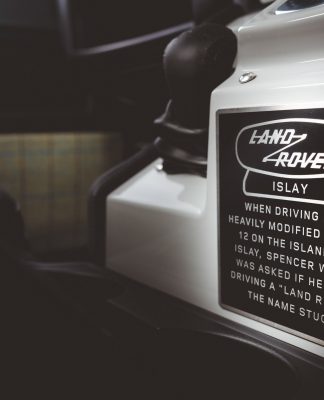 LAND
ROVE
ISLAY
WHEN DRIVING
HEAVILY MODIFIED
12 ON THE ISLAN
ISLAY, SPENCER W
WAS ASKED IF HE
DRIVING A "LAND R
THE NAME STUC